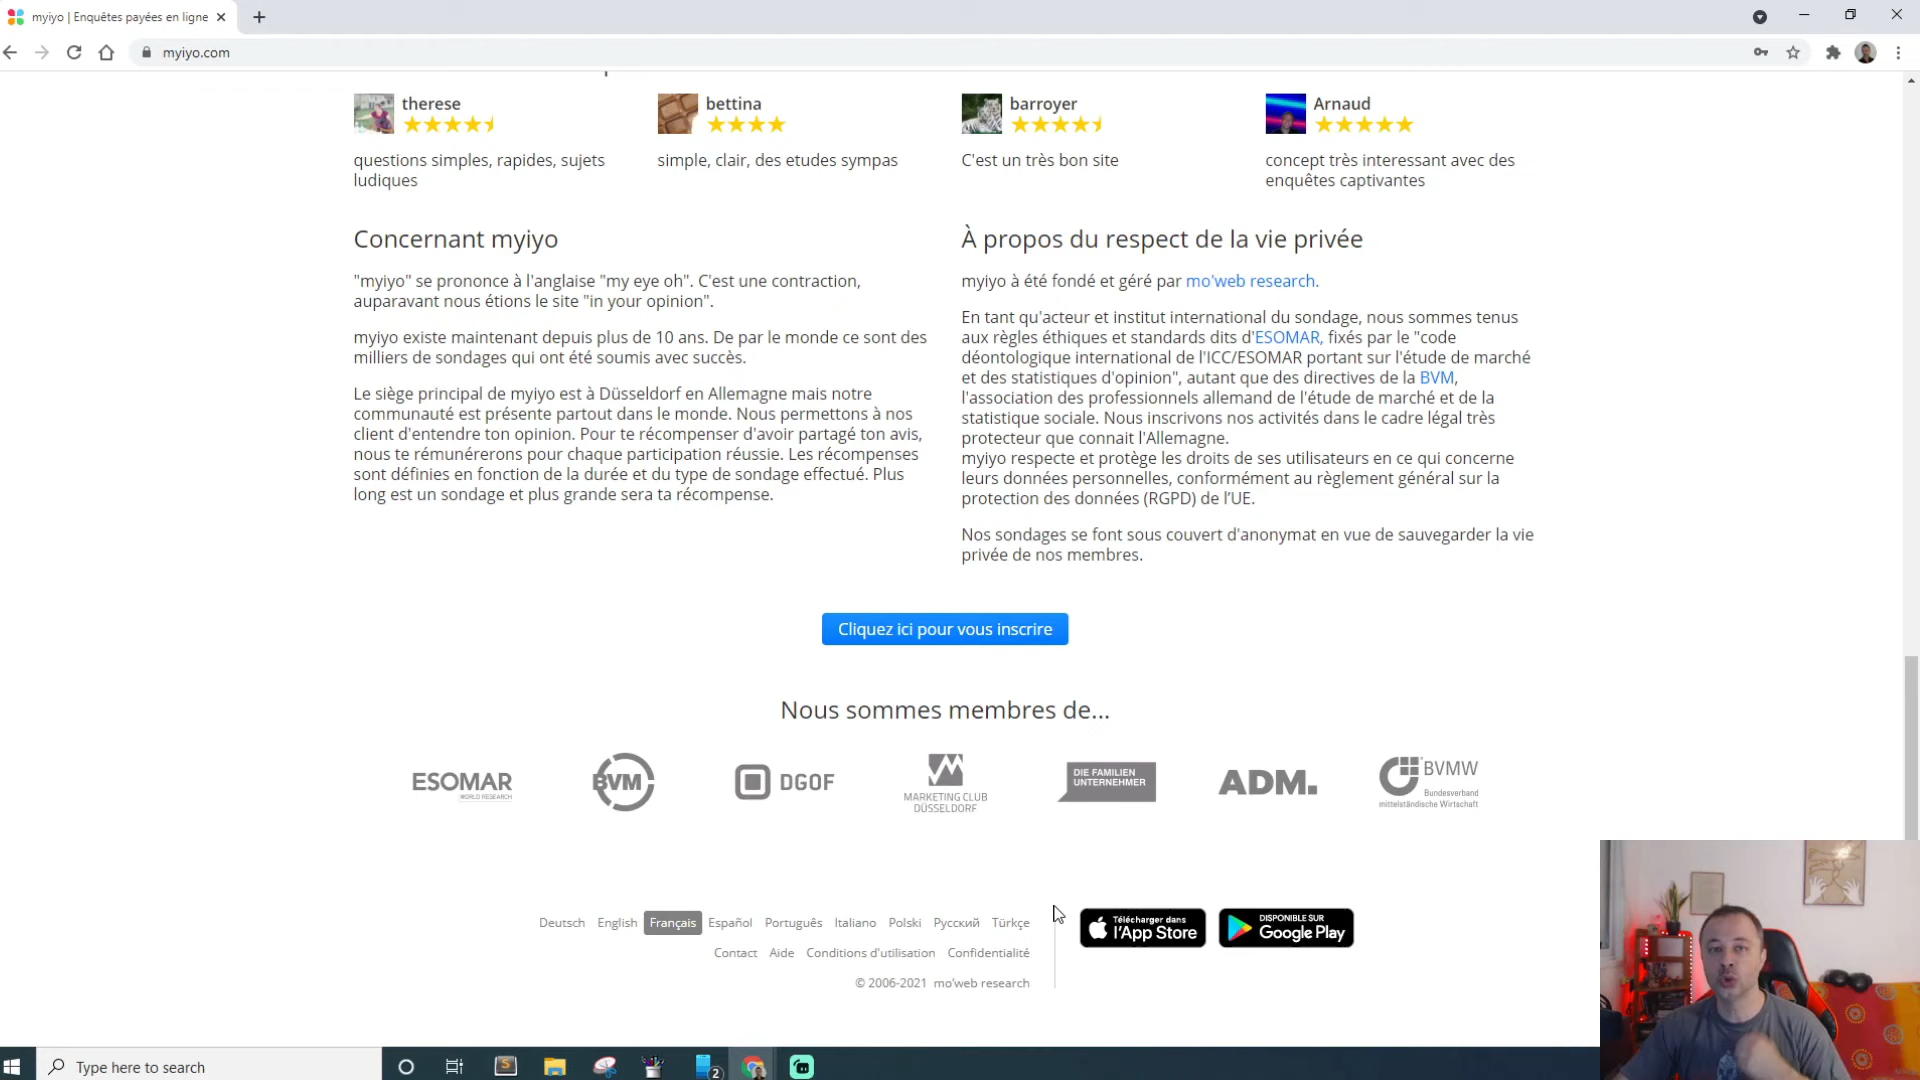 myiyo | Enquêtes payées en ligne
myiyo.com
therese
bettina
barroyer
Arnaud
questions simples, rapides, sujets
ludiques
simple, clair, des etudes sympas
C'est un très bon site
concept très interessant avec des
enquêtes captivantes
Concernant myiyo
"myiyo" se prononce à l'anglaise "my eye oh". C'est une contraction,
auparavant nous étions le site "in your opinion".
myiyo existe maintenant depuis plus de 10 ans. De par le monde ce sont des
milliers de sondages qui ont été soumis avec succès.
Le siège principal de myiyo est à Düsseldorf en Allemagne mais notre
communauté est présente partout dans le monde. Nous permettons à nos
client d'entendre ton opinion. Pour te récompenser d'avoir partagé ton avis,
nous te rémunérerons pour chaque participation réussie. Les récompenses
sont définies en fonction de la durée et du type de sondage effectué. Plus
long est un sondage et plus grande sera ta récompense.
À propos du respect de la vie privée
myiyo à été fondé et géré par mo'web research.
En tant qu'acteur et institut international du sondage, nous sommes tenus
aux règles éthiques et standards dits d'ESOMAR, fixés par le "code
déontologique international de l'ICC/ESOMAR portant sur l'étude de marché
et des statistiques d'opinion", autant que des directives de la BVM,
l'association des professionnels allemand de l'étude de marché et de la
statistique sociale. Nous inscrivons nos activités dans le cadre légal très
protecteur que connait l'Allemagne.
myiyo respecte et protège les droits de ses utilisateurs en ce qui concerne
leurs données personnelles, conformément au règlement général sur la
protection des données (RGPD) de l'UE.
Nos sondages se font sous couvert d'anonymat en vue de sauvegarder la vie
privée de nos membres.
Cliquez ici pour vous inscrire
Nous sommes membres de...
ESOMAR
WORLD RESEARCH
BVM
DGOF
MARKETING CLUB
DÜSSELDORF
DIE FAMILIEN
UNTERNEHMER
ADM.
BVMW
Bundesverband
mittelständische Wirtschaft
Deutsch English Français Español Português Italiano Polski Русский Türkçe
Contact Aide Conditions d'utilisation Confidentialité
© 2006-2021 mo'web research
Télécharger dans
l'App Store
DISPONIBLE SUR
Google Play
Type here to search
S
2